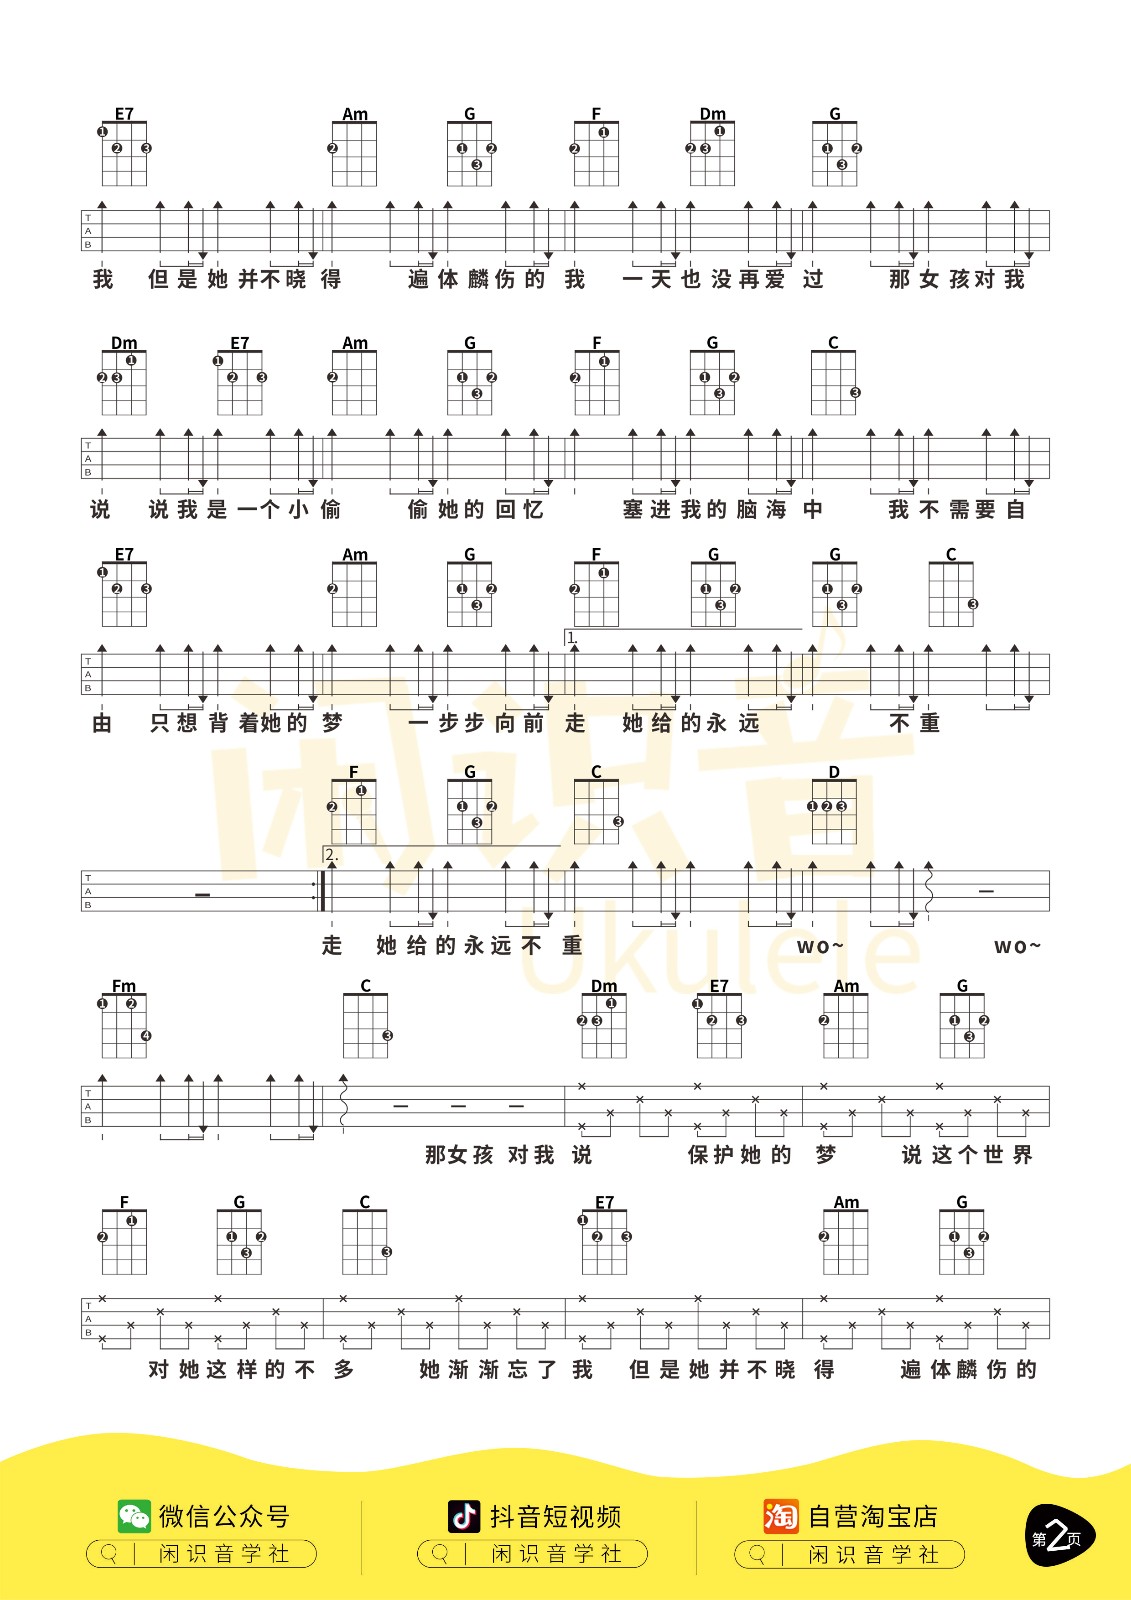 E7 Am G F Dm G
我 但是她并不晓得 遍体麟伤的我 一天也没再爱过 那女孩对我
Dm E7 Am G F G C
说 说我是一个小偷 偷她的回忆 塞进我的脑海中 我不需要自
E7 Am G F G G C
1.
由 只想背着她的梦 一步步向前走 她给的永远 不重
F G C D
2.
走 她给的永远不重 wo~ wo~
Fm C Dm E7 Am G
那女孩对我说 保护她的梦 说这个世界
F G C E7 Am G
对她这样的不多 她渐渐忘了我 但是她并不晓得 遍体麟伤的
闲识音
Ukulele
微信公众号 抖音短视频 淘 自营淘宝店
闲识音学社 闲识音学社 闲识音学社
第2页